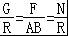 G/R = F/AB = N/R